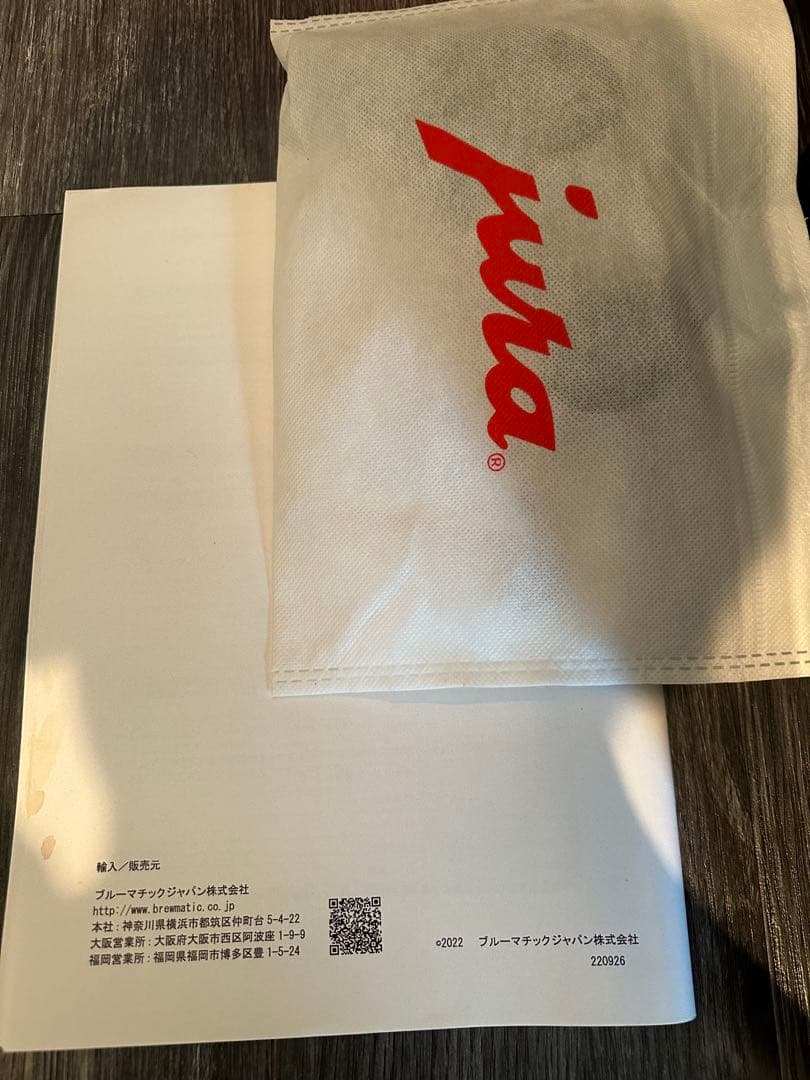 jura®
輸入／販売元
ブルーマチックジャパン株式会社
http://www.brewmatic.co.jp
本社：神奈川県横浜市都筑区仲町台 5-4-22
大阪営業所：大阪府大阪市西区阿波座 1-9-9
福岡営業所：福岡県福岡市博多区豊 1-5-24
©2022 ブルーマチックジャパン株式会社
220926